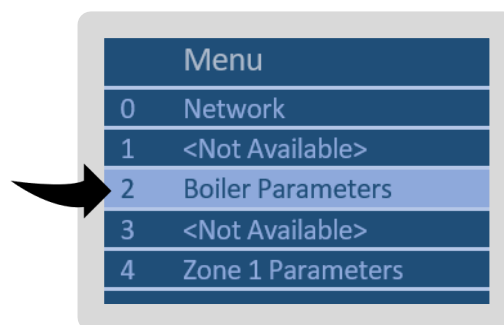 Menu
0 Network
1 <Not Available>
2 Boiler Parameters
3 <Not Available>
4 Zone 1 Parameters